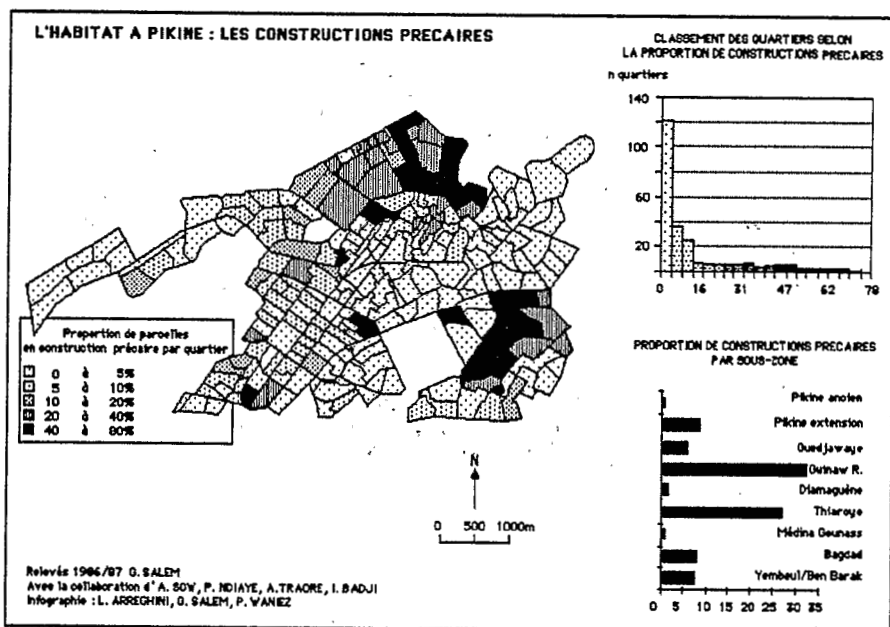 L'HABITAT A PIKINE : LES CONSTRUCTIONS PRECAIRES
CLASSEMENT DES QUARTIERS SELON
LA PROPORTION DE CONSTRUCTIONS PRECAIRES
n quartiers
140
100
60
20
0 16 31 47 62 78
Proportion de parcelles
en construction précaire par quartier
0 à 5%
5 à 10%
10 à 20%
20 à 40%
40 à 80%
PROPORTION DE CONSTRUCTIONS PRECAIRES
PAR SOUS-ZONE
Pikine ancien
Pikine extension
Guedjawaye
Guinaw R.
Diamaguène
Thiaroye
Médina Gounass
Bagdad
Yembeul/Ben Barak
0 5 10 15 20 25 30 35
N
0 500 1000m
Relevés 1986/87 G. SALEM
Avec la collaboration d'A. SOW, P. NDIAYE, A. TRAORE, I. BADJI
Infographie : L. ARREGHINI, G. SALEM, P. WANIEZ